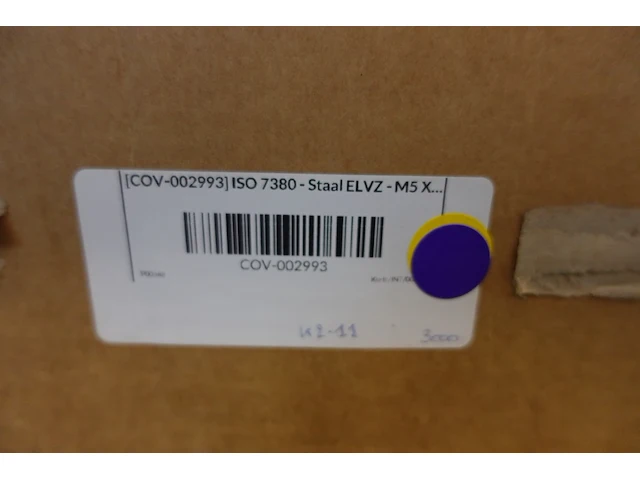 [COV-002993] ISO 7380 - Staal ELVZ - M5 X...
COV-002993
K2-11
3000